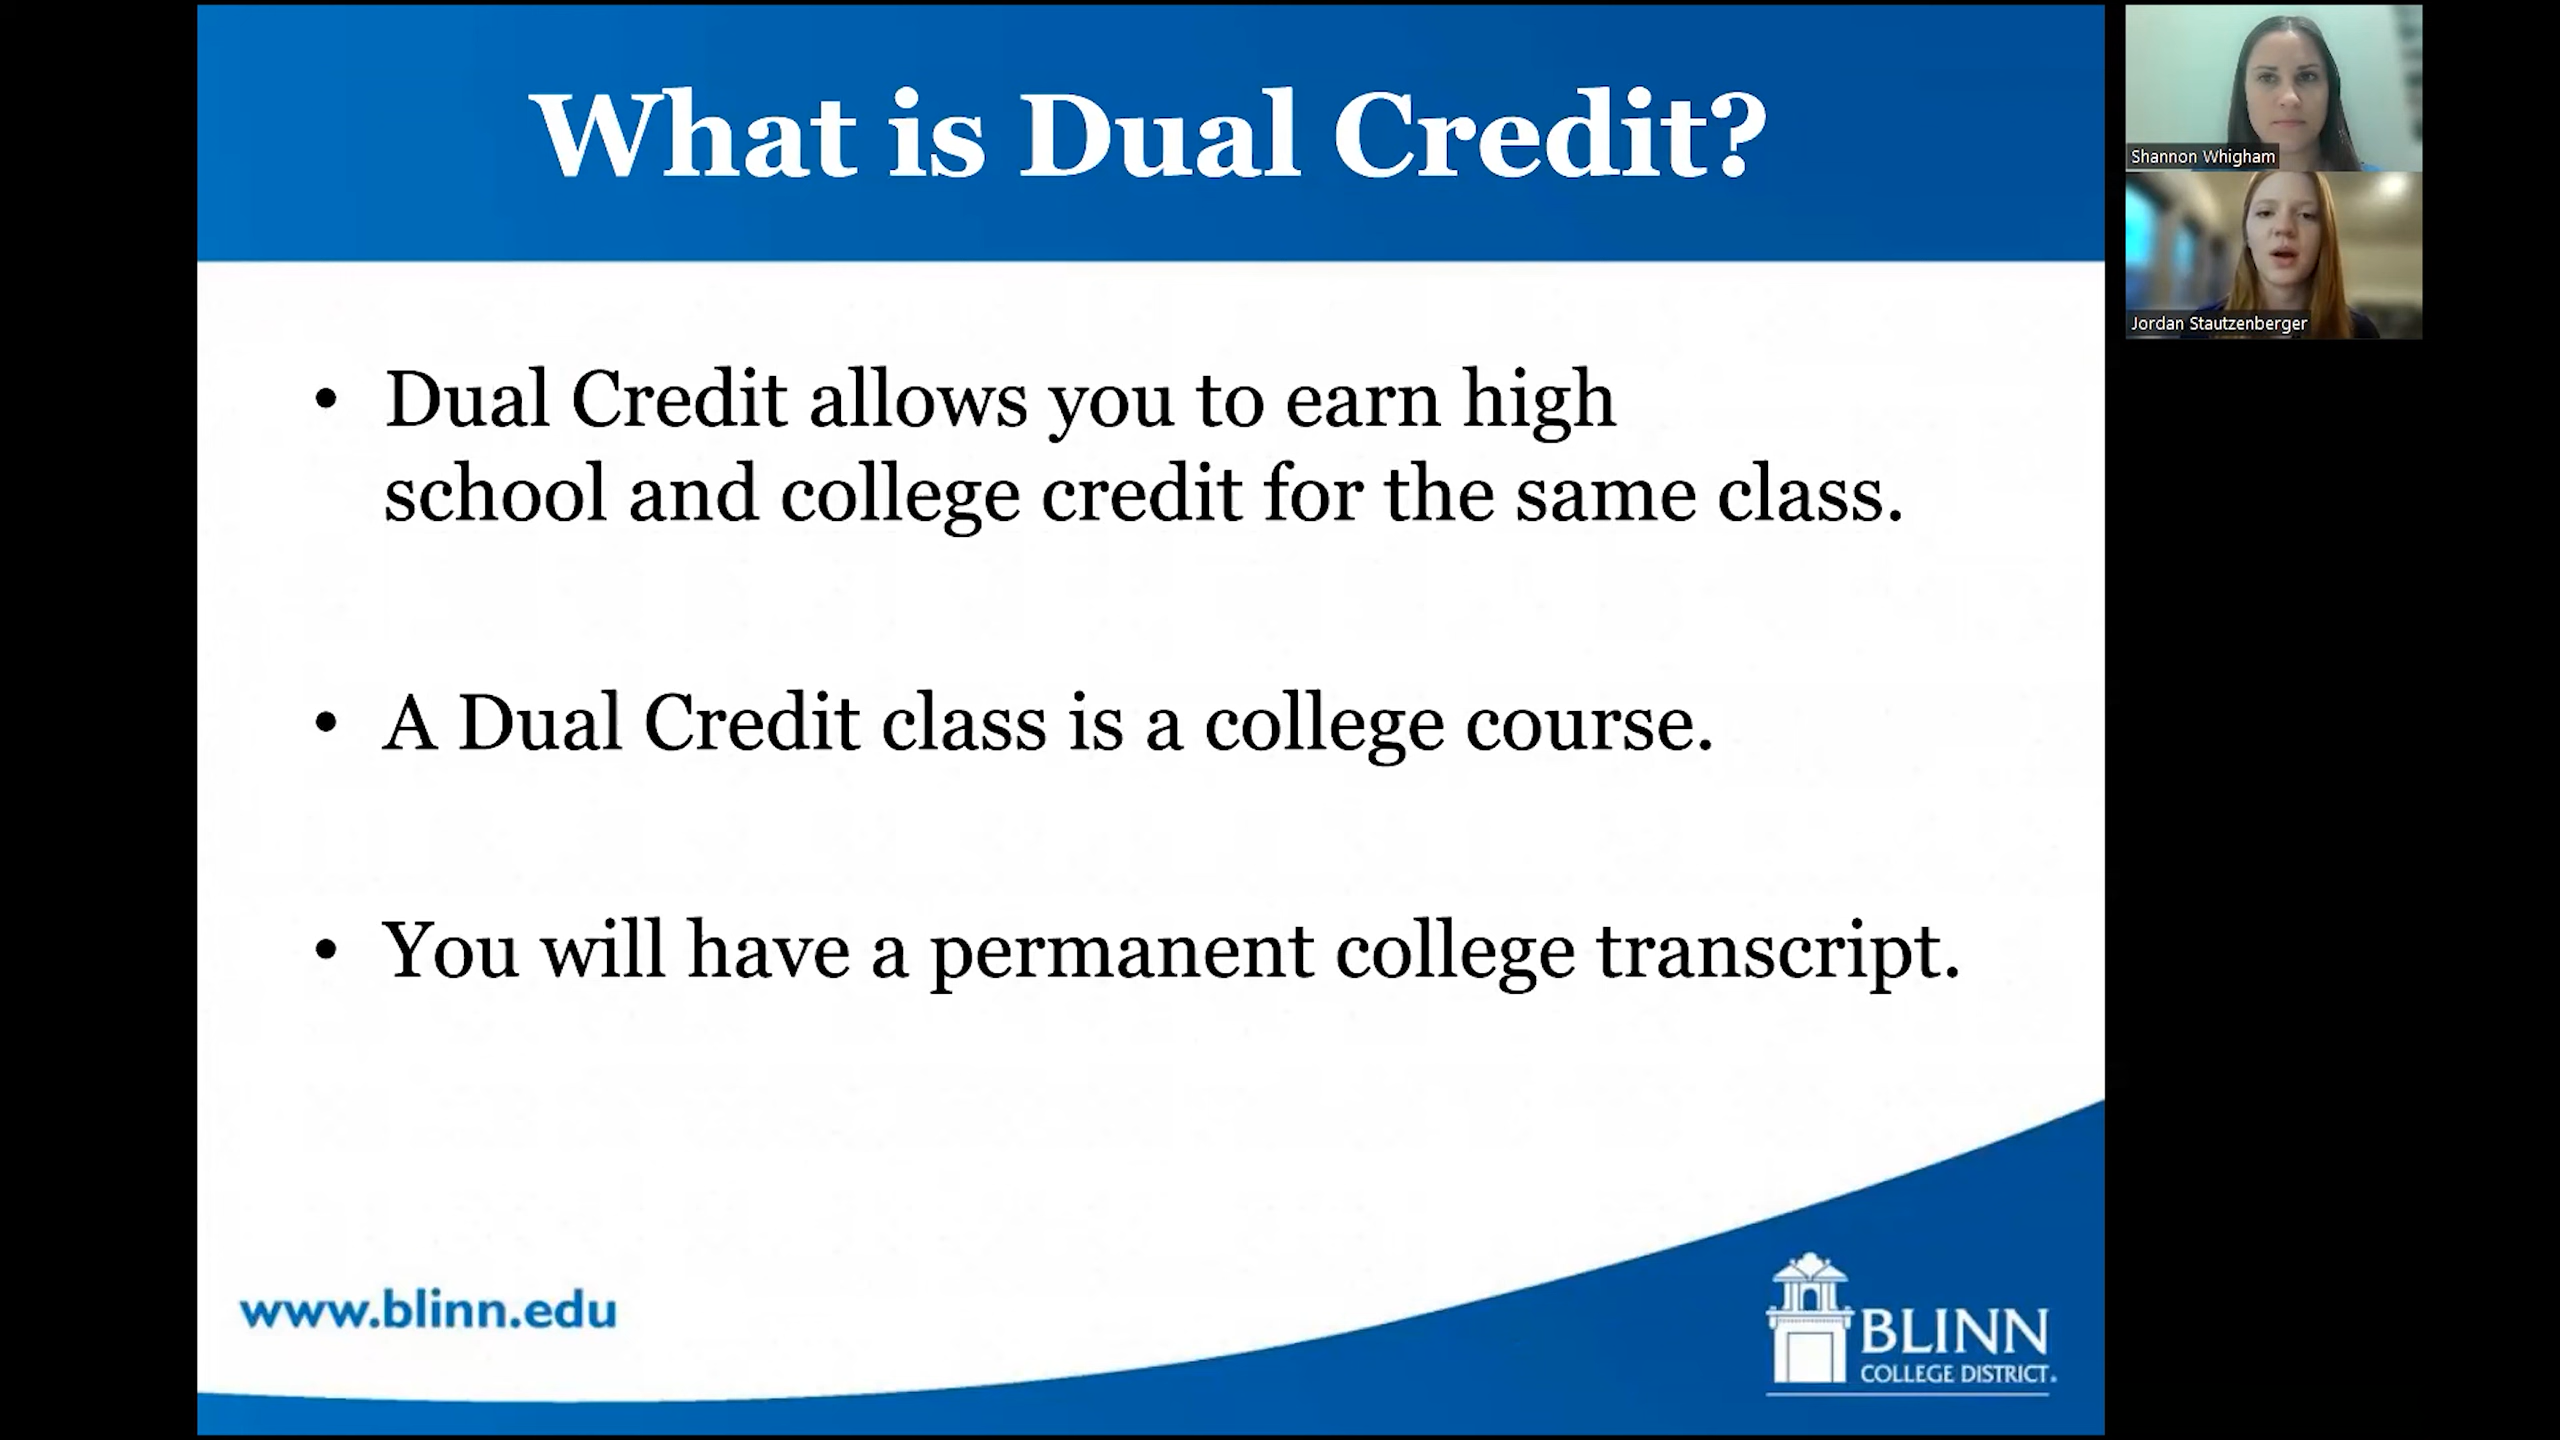 What is Dual Credit?
• Dual Credit allows you to earn high
school and college credit for the same class.
• A Dual Credit class is a college course.
• You will have a permanent college transcript.
www.blinn.edu
BLINN
COLLEGE DISTRICT.
Shannon Whigham
Jordan Stautzenberger